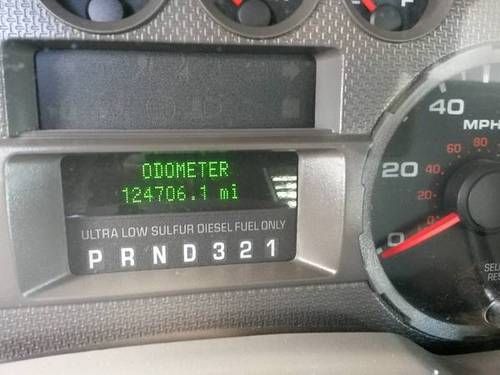 F
ODOMETER
124706.1 mi
ULTRA LOW SULFUR DIESEL FUEL ONLY
P R N D 3 2 1
40
MPH
60
80
20
40
0